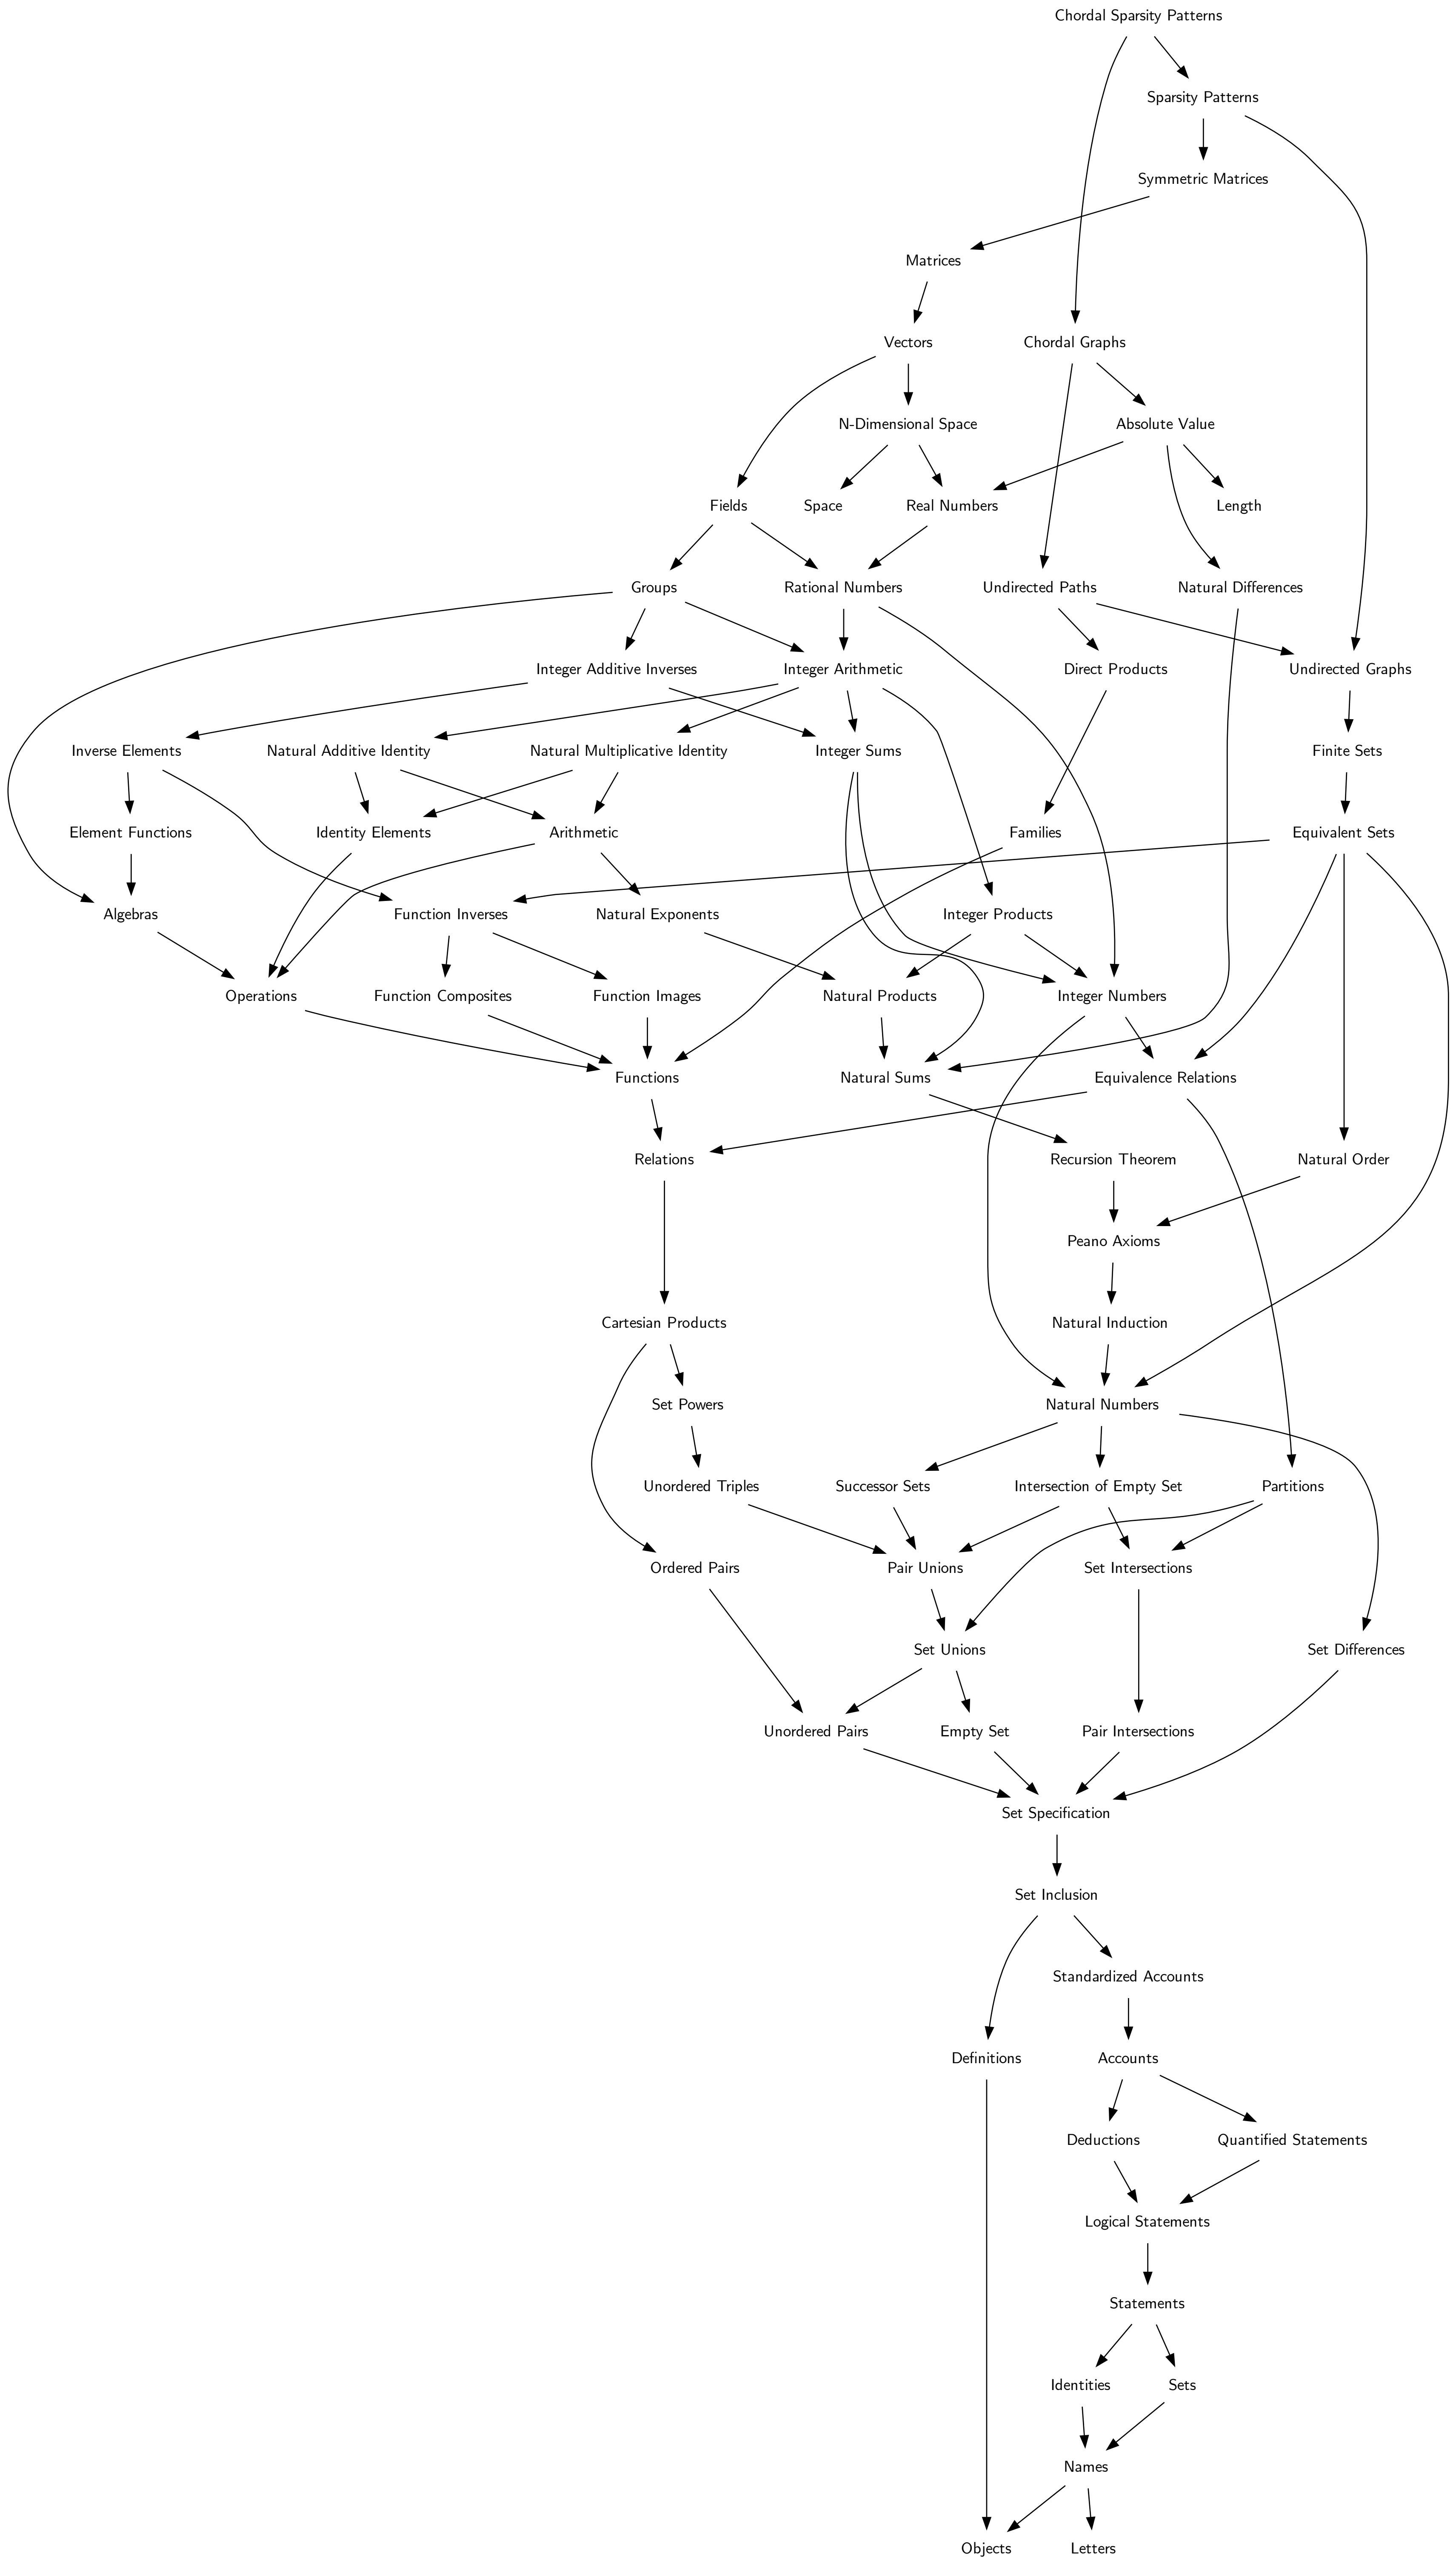 Chordal Sparsity Patterns
Sparsity Patterns
Symmetric Matrices
Matrices
Vectors
Chordal Graphs
N-Dimensional Space
Absolute Value
Fields
Space
Real Numbers
Length
Groups
Rational Numbers
Undirected Paths
Natural Differences
Integer Additive Inverses
Integer Arithmetic
Direct Products
Undirected Graphs
Inverse Elements
Natural Additive Identity
Natural Multiplicative Identity
Integer Sums
Finite Sets
Element Functions
Identity Elements
Arithmetic
Families
Equivalent Sets
Algebras
Function Inverses
Natural Exponents
Integer Products
Operations
Function Composites
Function Images
Natural Products
Integer Numbers
Functions
Natural Sums
Equivalence Relations
Relations
Recursion Theorem
Natural Order
Peano Axioms
Cartesian Products
Natural Induction
Set Powers
Natural Numbers
Unordered Triples
Successor Sets
Intersection of Empty Set
Partitions
Ordered Pairs
Pair Unions
Set Intersections
Set Unions
Set Differences
Unordered Pairs
Empty Set
Pair Intersections
Set Specification
Set Inclusion
Standardized Accounts
Definitions
Accounts
Deductions
Quantified Statements
Logical Statements
Statements
Identities
Sets
Names
Objects
Letters